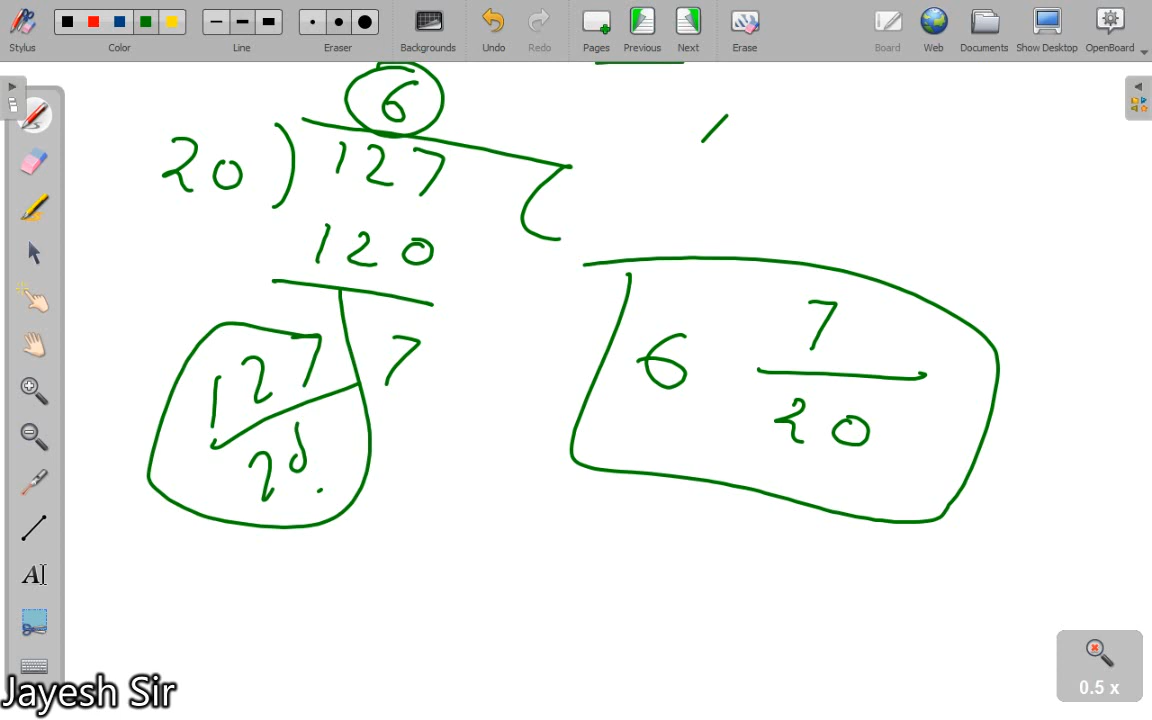 Stylus Color Line Eraser Backgrounds Undo Redo Pages Previous Next Erase Board Web Documents Show Desktop OpenBoard
6
20 ) 127 (
120
7
127
20.
6 7
20
AI
0.5 x
Jayesh Sir